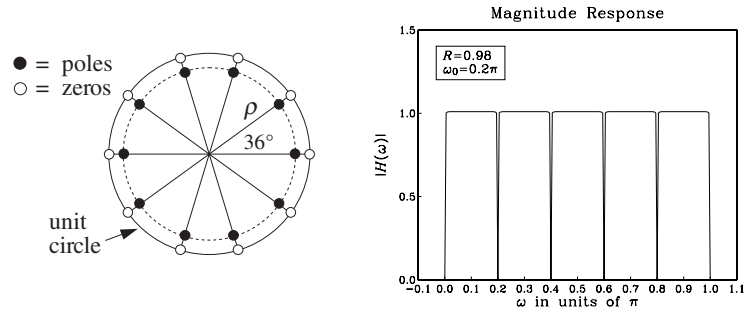 ● = poles
○ = zeros
ρ
36°
unit
circle
Magnitude Response
R=0.98
ω₀=0.2π
|H(ω)|
1.5
1.0
0.5
0.0
-0.1 0.0 0.1 0.2 0.3 0.4 0.5 0.6 0.7 0.8 0.9 1.0 1.1
ω in units of π